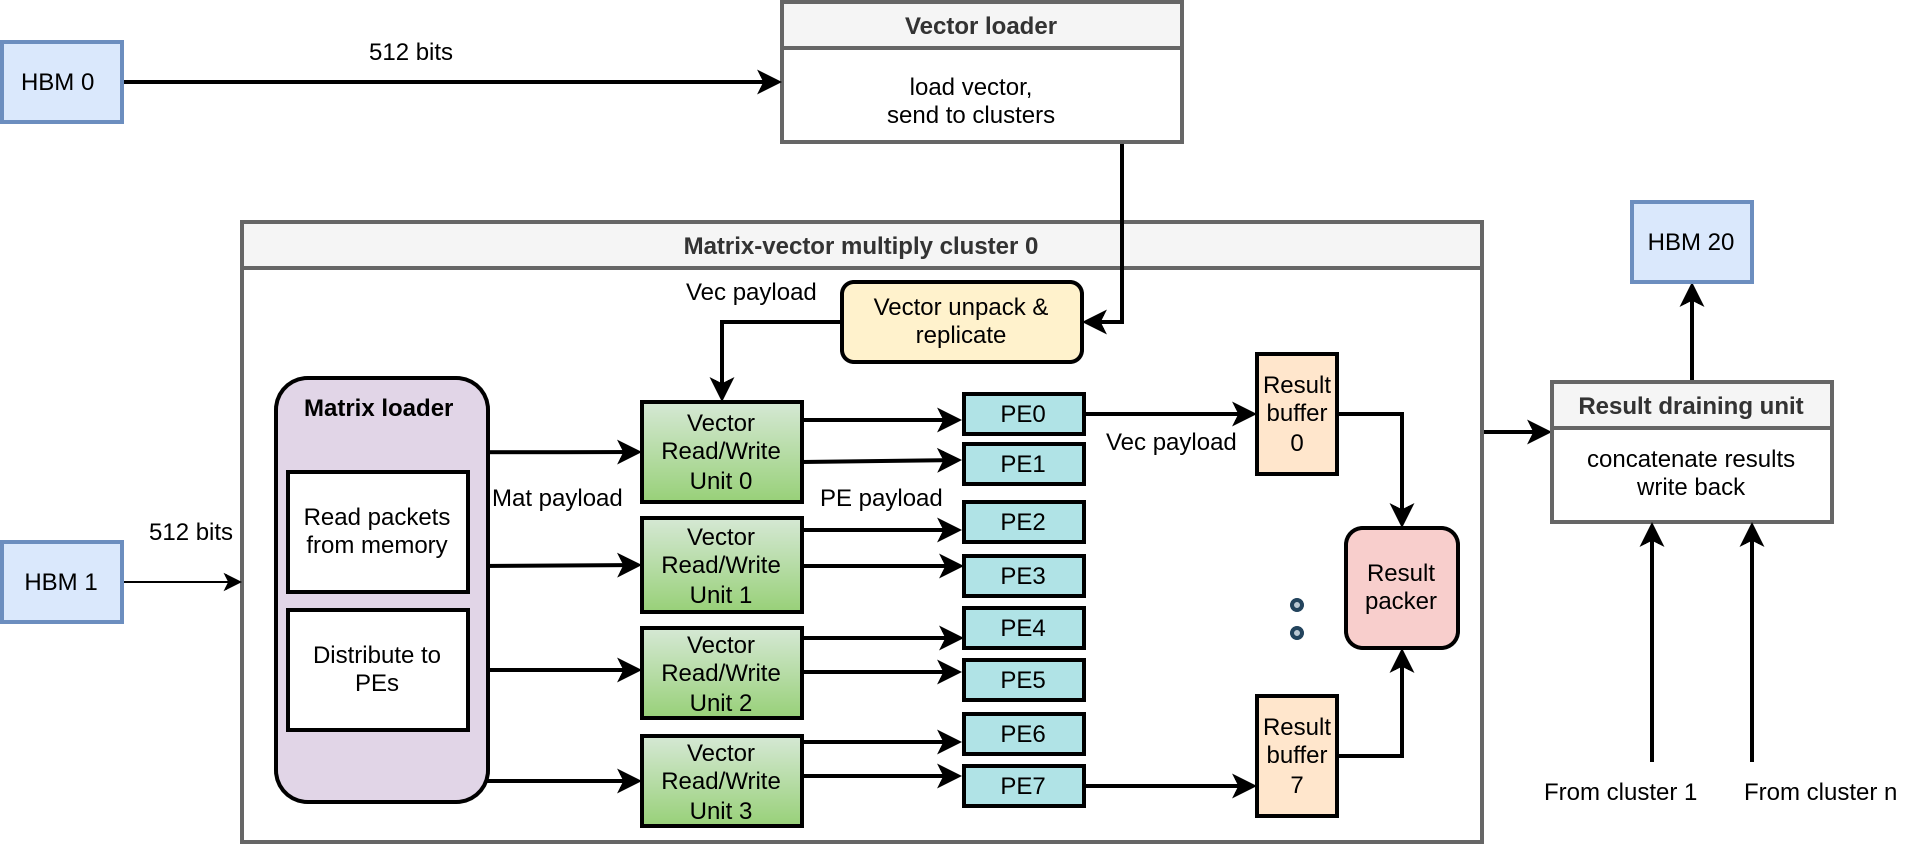 Vector loader
512 bits
HBM 0
load vector,
send to clusters
HBM 20
Matrix-vector multiply cluster 0
Vec payload
Vector unpack &
replicate
Matrix loader
Read packets
from memory
Distribute to
PEs
HBM 1
512 bits
Mat payload
Vector
Read/Write
Unit 0
Vector
Read/Write
Unit 1
Vector
Read/Write
Unit 2
Vector
Read/Write
Unit 3
PE payload
PE0
PE1
PE2
PE3
PE4
PE5
PE6
PE7
Vec payload
Result
buffer
0
Result
buffer
7
Result
packer
Result draining unit
concatenate results
write back
From cluster 1
From cluster n